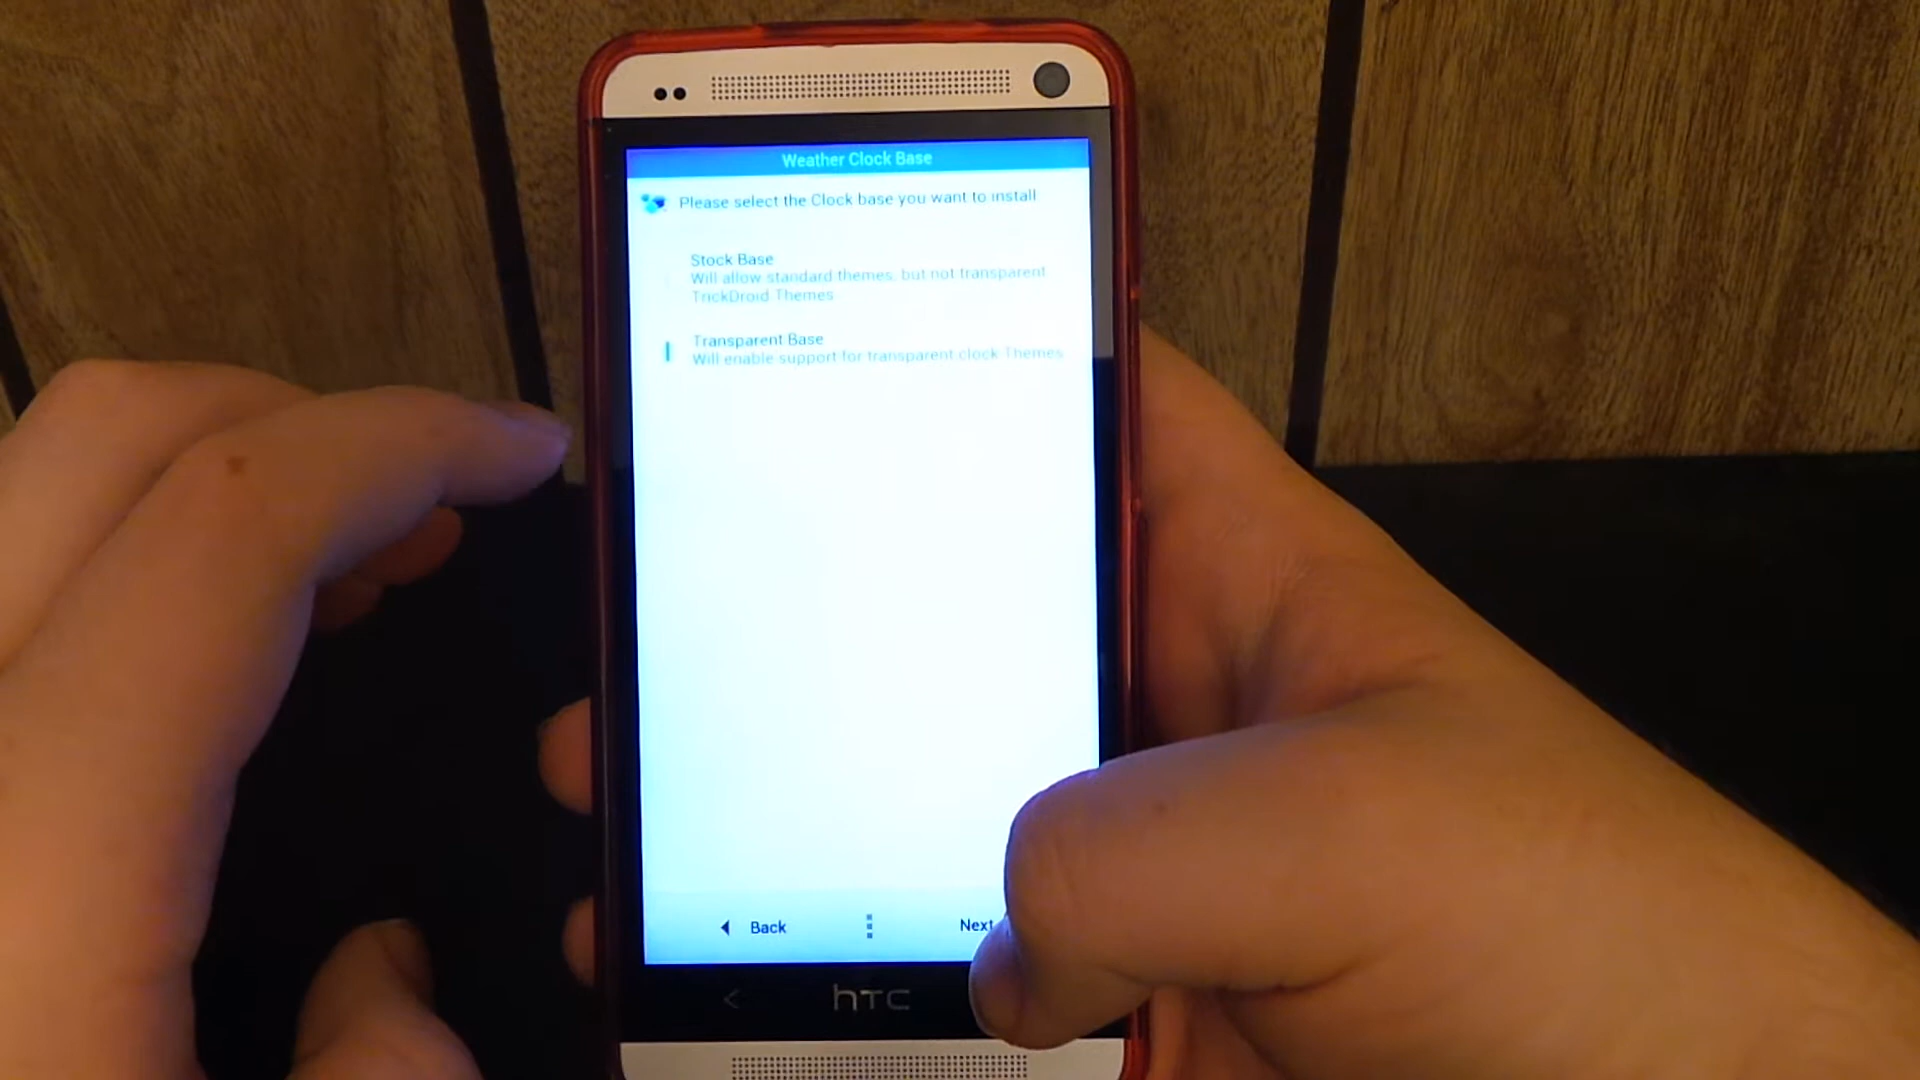 Weather Clock Base
Please select the Clock base you want to install
Stock Base
Will allow standard themes, but not transparent
TrickDroid Themes
Transparent Base
Will enable support for transparent clock Themes
Back
Next
hTC